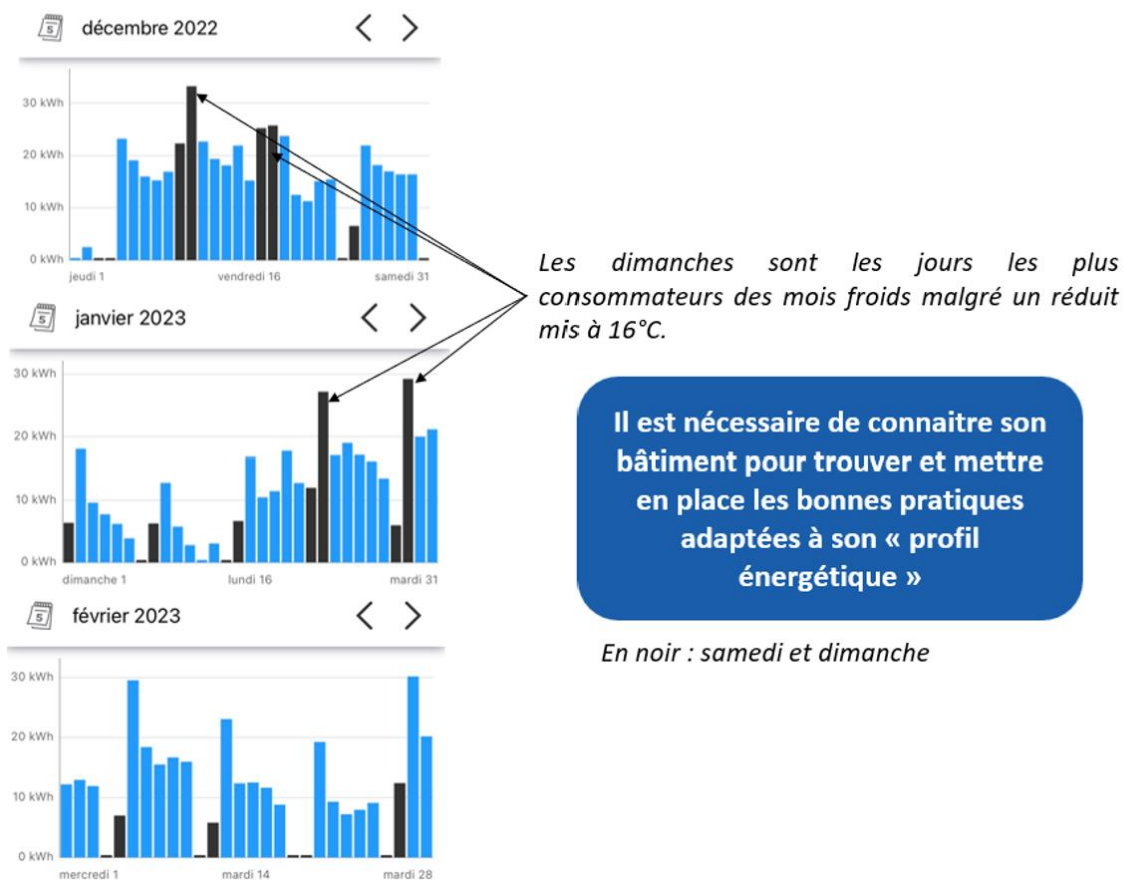 5
décembre 2022
30 kWh
20 kWh
10 kWh
0 kWh
jeudi 1
vendredi 16
samedi 31
5
janvier 2023
30 kWh
20 kWh
10 kWh
0 kWh
dimanche 1
lundi 16
mardi 31
5
février 2023
30 kWh
20 kWh
10 kWh
0 kWh
mercredi 1
mardi 14
mardi 28
Les dimanches sont les jours les plus
consommateurs des mois froids malgré un réduit
mis à 16°C.
Il est nécessaire de connaitre son
bâtiment pour trouver et mettre
en place les bonnes pratiques
adaptées à son « profil
énergétique »
En noir : samedi et dimanche